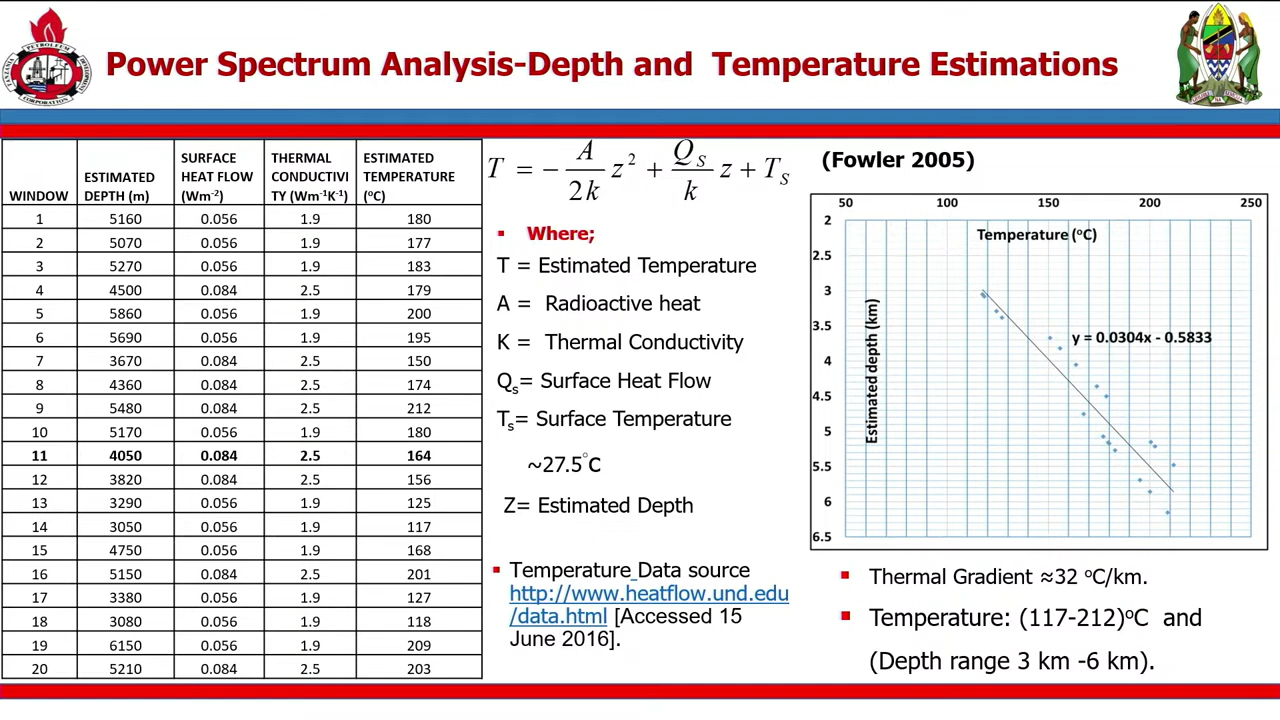 Power Spectrum Analysis-Depth and Temperature Estimations
TANZANIA PETROLEUM DEVELOPMENT CORPORATION
WINDOW ESTIMATED DEPTH (m) SURFACE HEAT FLOW (Wm-2) THERMAL CONDUCTIVI TY (Wm-1K-1) ESTIMATED TEMPERATURE (oC)
1 5160 0.056 1.9 180
2 5070 0.056 1.9 177
3 5270 0.056 1.9 183
4 4500 0.084 2.5 179
5 5860 0.056 1.9 200
6 5690 0.056 1.9 195
7 3670 0.084 2.5 150
8 4360 0.084 2.5 174
9 5480 0.084 2.5 212
10 5170 0.056 1.9 180
11 4050 0.084 2.5 164
12 3820 0.084 2.5 156
13 3290 0.056 1.9 125
14 3050 0.056 1.9 117
15 4750 0.056 1.9 168
16 5150 0.084 2.5 201
17 3380 0.056 1.9 127
18 3080 0.056 1.9 118
19 6150 0.056 1.9 209
20 5210 0.084 2.5 203
T = − A/2k z² + Q_S/k z + T_S
▪ Where;
T = Estimated Temperature
A = Radioactive heat
K = Thermal Conductivity
Qs= Surface Heat Flow
Ts= Surface Temperature
~27.5°C
Z= Estimated Depth
▪ Temperature Data source
http://www.heatflow.und.edu
/data.html [Accessed 15
June 2016].
(Fowler 2005)
50 100 150 200 250
Temperature (oC)
2
2.5
3
3.5
4
4.5
5
5.5
6
6.5
Estimated depth (km)
y = 0.0304x - 0.5833
▪ Thermal Gradient ≈32 oC/km.
▪ Temperature: (117-212)oC and
(Depth range 3 km -6 km).